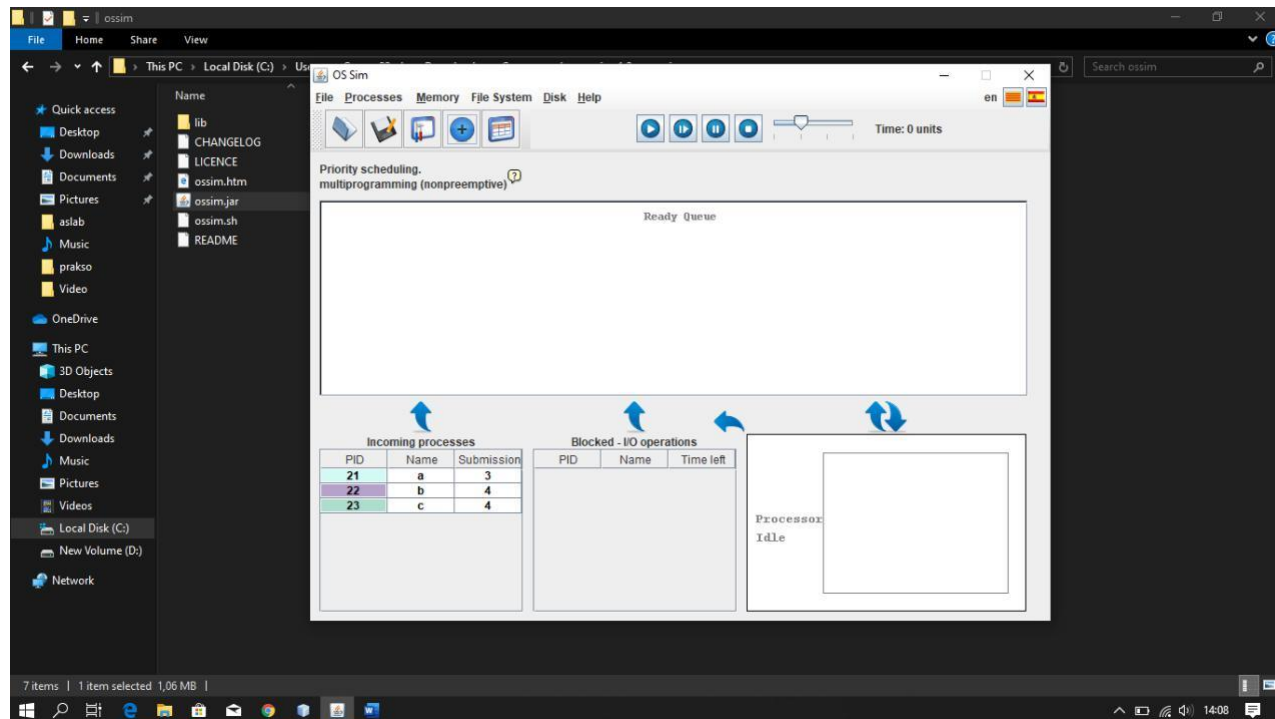 ossim
File Home Share View
This PC > Local Disk (C:) >
Search ossim
Name
Quick access
Desktop
Downloads
Documents
Pictures
aslab
Music
prakso
Video
OneDrive
This PC
3D Objects
Desktop
Documents
Downloads
Music
Pictures
Videos
Local Disk (C:)
New Volume (D:)
Network
lib
CHANGELOG
LICENCE
ossim.htm
ossim.jar
ossim.sh
README
OS Sim
File Processes Memory File System Disk Help en
Time: 0 units
Priority scheduling.
multiprogramming (nonpreemptive)
Ready Queue
Incoming processes
PID Name Submission
21 a 3
22 b 4
23 c 4
Blocked - I/O operations
PID Name Time left
Processor
Idle
7 items | 1 item selected 1,06 MB |
14:08